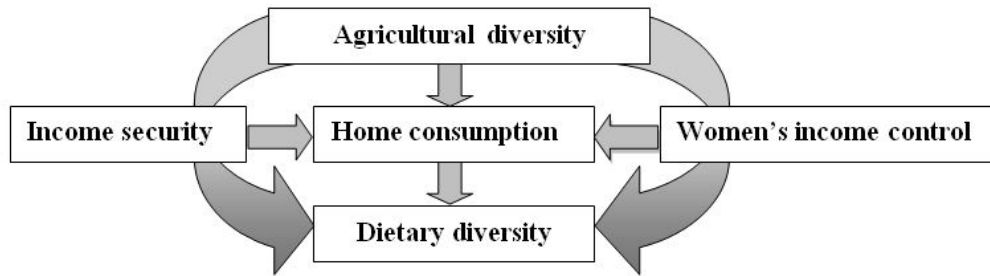 Agricultural diversity
Income security
Home consumption
Women's income control
Dietary diversity